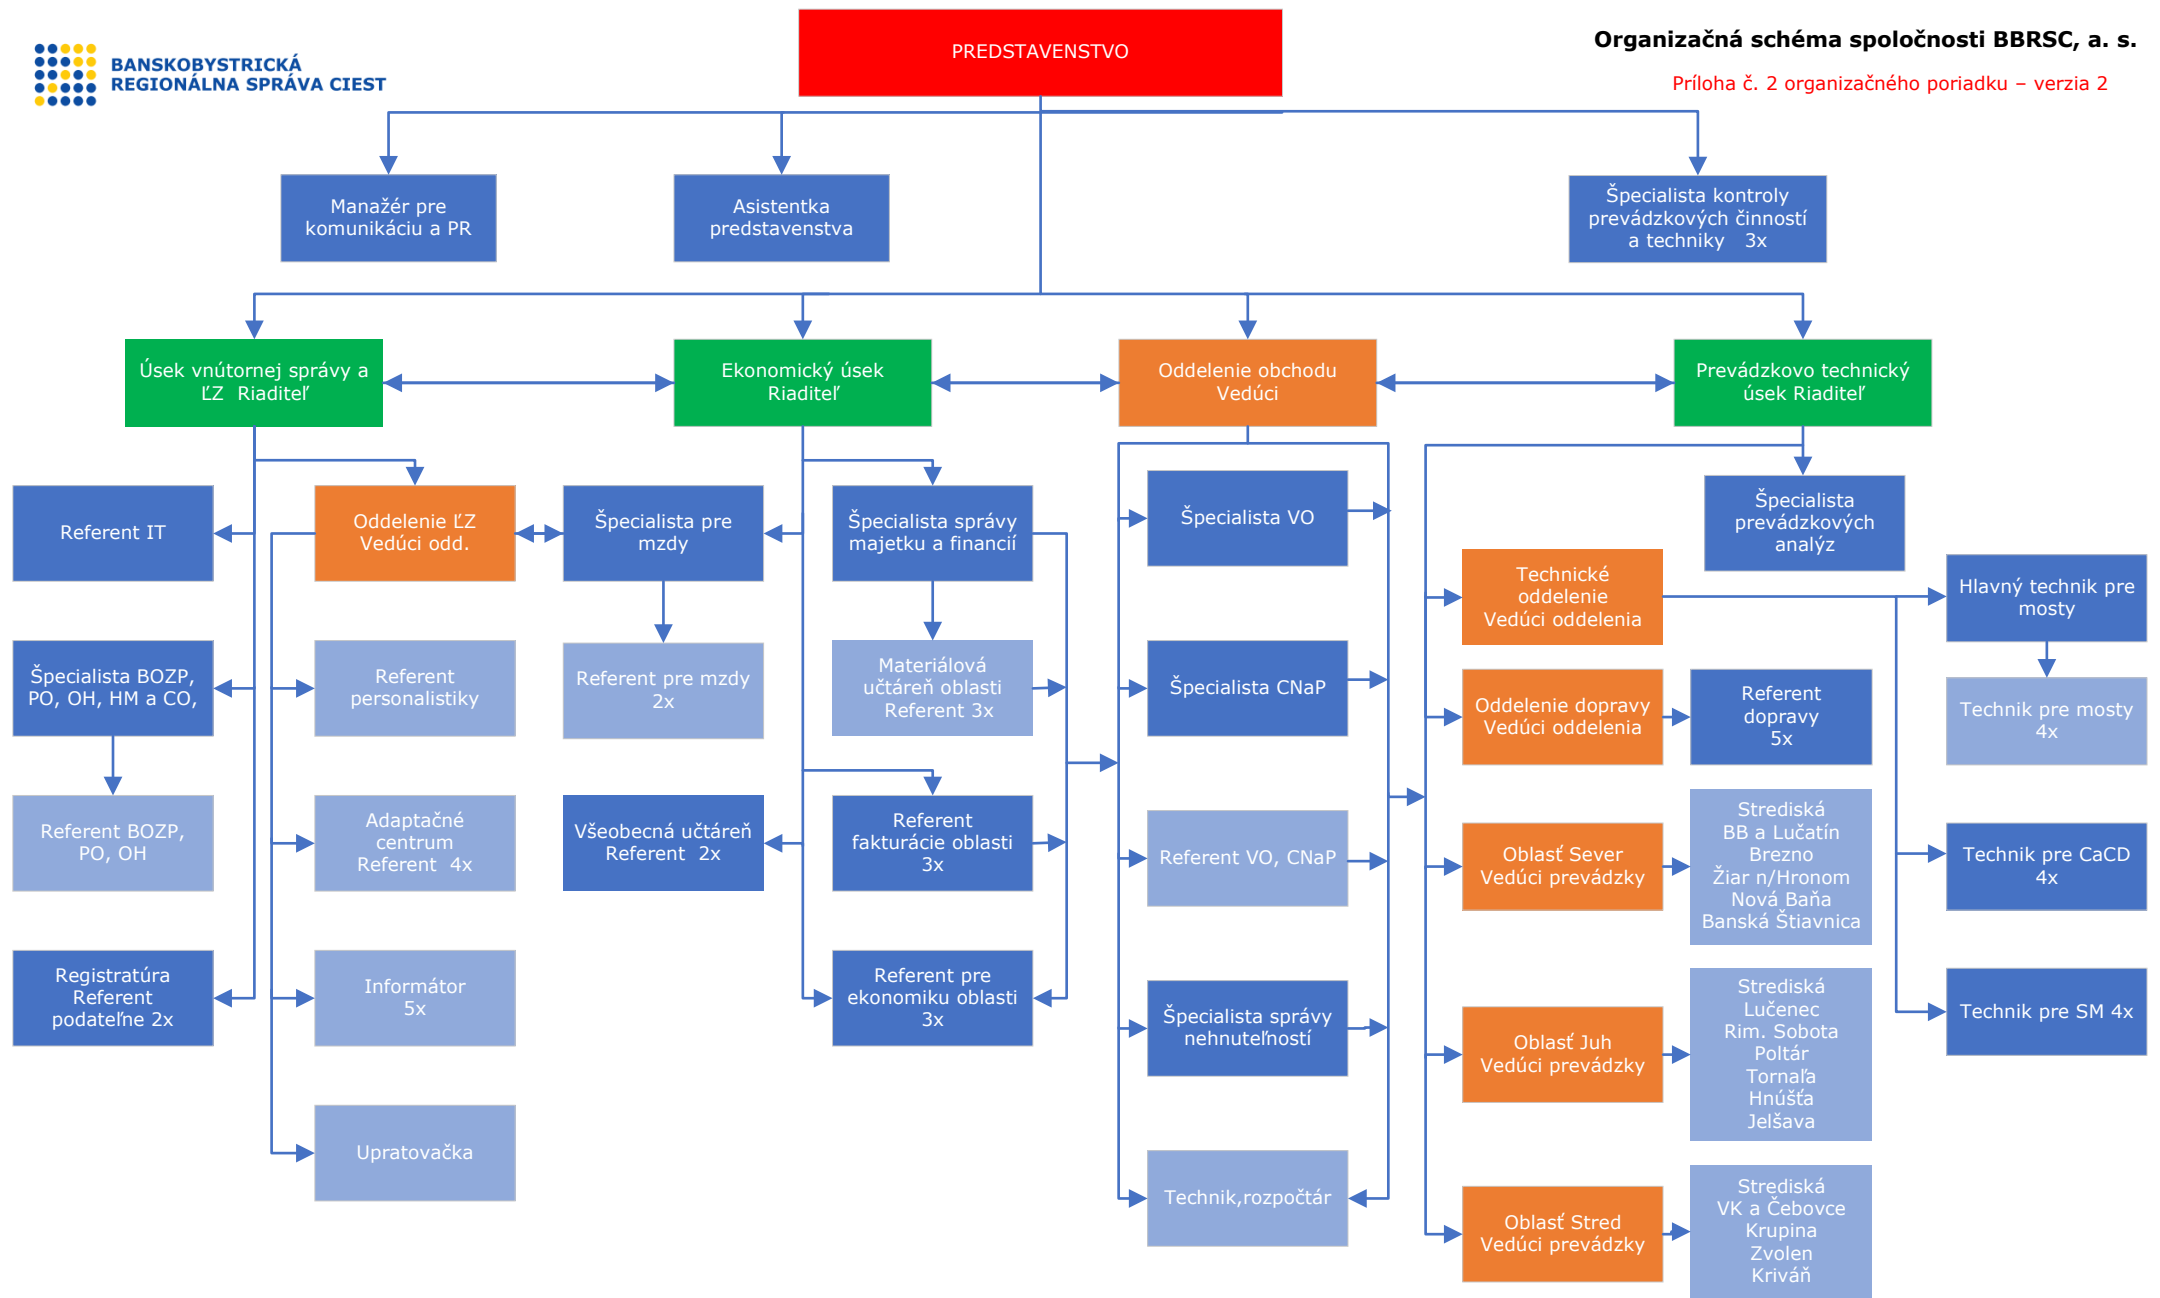 BANSKOBYSTRICKÁ
REGIONÁLNA SPRÁVA CIEST
PREDSTAVENSTVO
Organizačná schéma spoločnosti BBRSC, a. s.
Príloha č. 2 organizačného poriadku – verzia 2
Manažér pre
komunikáciu a PR
Asistentka
predstavenstva
Špecialista kontroly
prevádzkových činností
a techniky 3x
Úsek vnútornej správy a
ĽZ Riaditeľ
Ekonomický úsek
Riaditeľ
Oddelenie obchodu
Vedúci
Prevádzkovo technický
úsek Riaditeľ
Referent IT
Oddelenie ĽZ
Vedúci odd.
Špecialista pre
mzdy
Špecialista správy
majetku a financií
Špecialista VO
Špecialista
prevádzkových
analýz
Technické
oddelenie
Vedúci oddelenia
Hlavný technik pre
mosty
Špecialista BOZP,
PO, OH, HM a CO,
Referent
personalistiky
Referent pre mzdy
2x
Materiálová
učtáreň oblasti
Referent 3x
Špecialista CNaP
Oddelenie dopravy
Vedúci oddelenia
Referent
dopravy
5x
Technik pre mosty
4x
Referent BOZP,
PO, OH
Adaptačné
centrum
Referent 4x
Všeobecná učtáreň
Referent 2x
Referent
fakturácie oblasti
3x
Referent VO, CNaP
Oblasť Sever
Vedúci prevádzky
Strediská
BB a Lučatín
Brezno
Žiar n/Hronom
Nová Baňa
Banská Štiavnica
Technik pre CaCD
4x
Registratúra
Referent
podateľne 2x
Informátor
5x
Referent pre
ekonomiku oblasti
3x
Špecialista správy
nehnuteľností
Oblasť Juh
Vedúci prevádzky
Strediská
Lučenec
Rim. Sobota
Poltár
Tornaľa
Hnúšťa
Jelšava
Technik pre SM 4x
Upratovačka
Technik,rozpočtár
Oblasť Stred
Vedúci prevádzky
Strediská
VK a Čebovce
Krupina
Zvolen
Kriváň